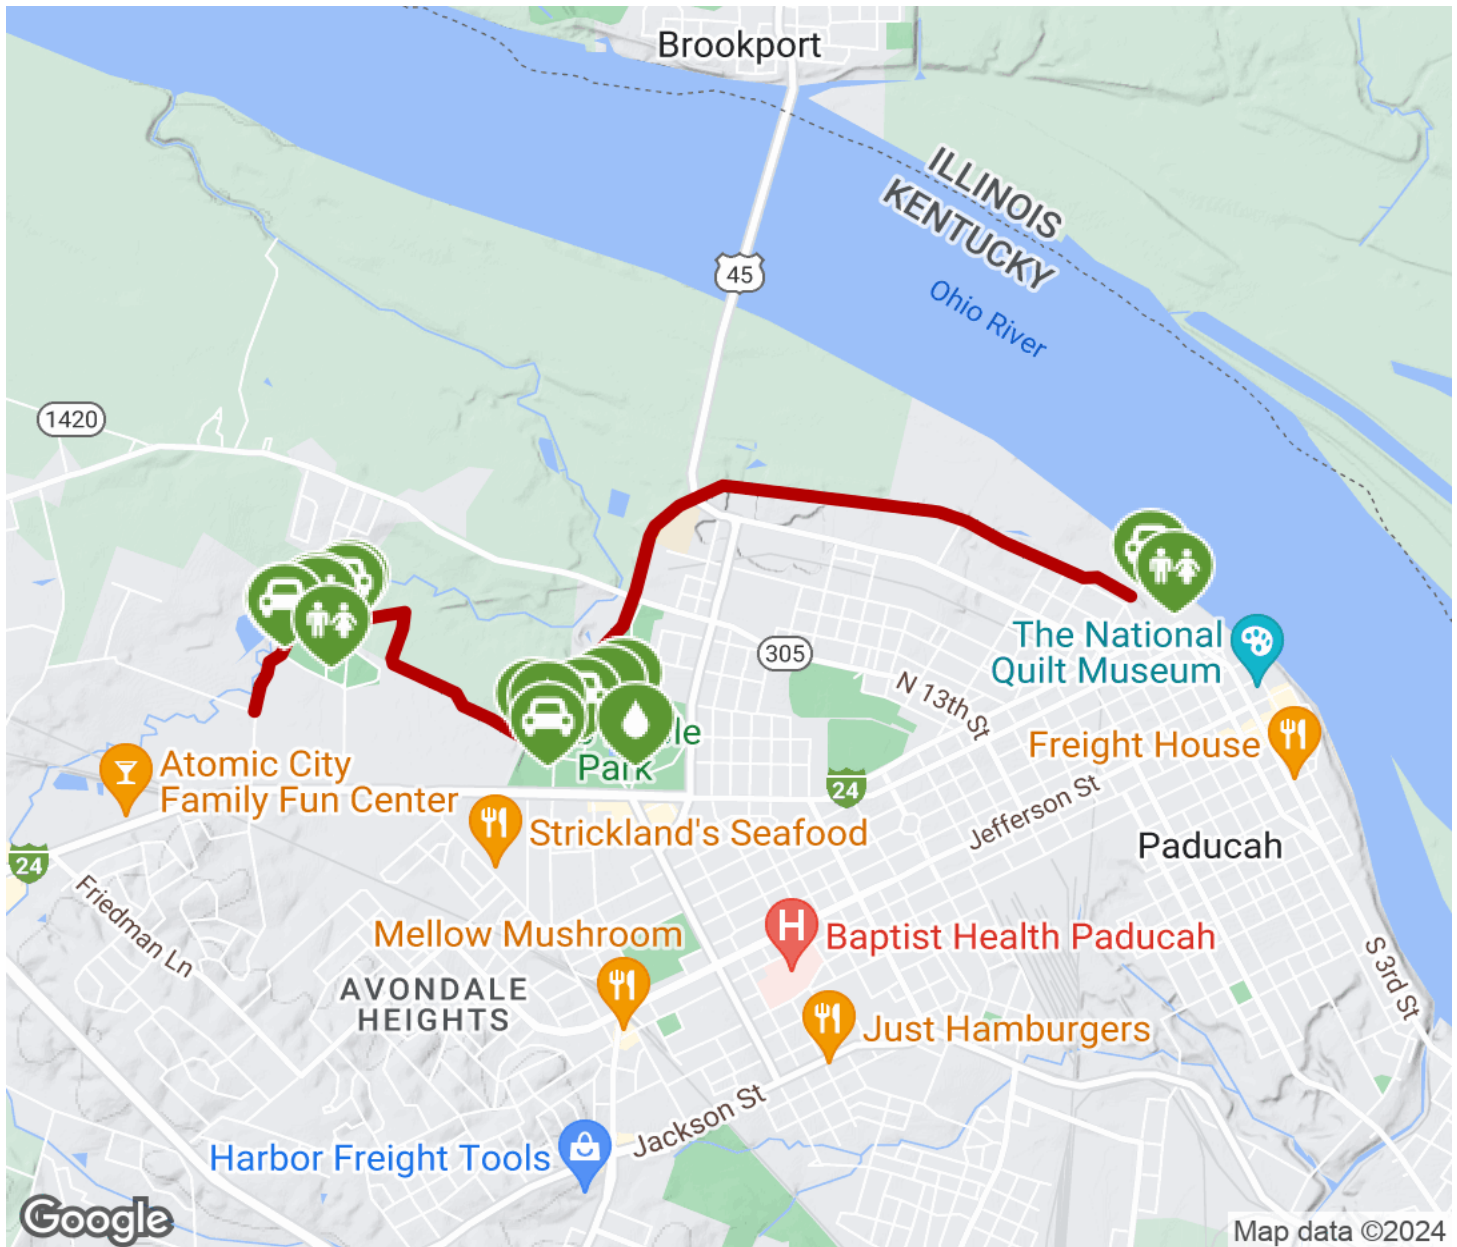 Brookport
ILLINOIS
KENTUCKY
45
Ohio River
1420
The National
Quilt Museum
305
N 13th St
le
Park
Freight House
Atomic City
Family Fun Center
24
Jefferson St
Strickland's Seafood
Paducah
24
Friedman Ln
H
Mellow Mushroom
Baptist Health Paducah
AVONDALE
HEIGHTS
S 3rd St
Just Hamburgers
Jackson St
Harbor Freight Tools
Google
Map data ©2024